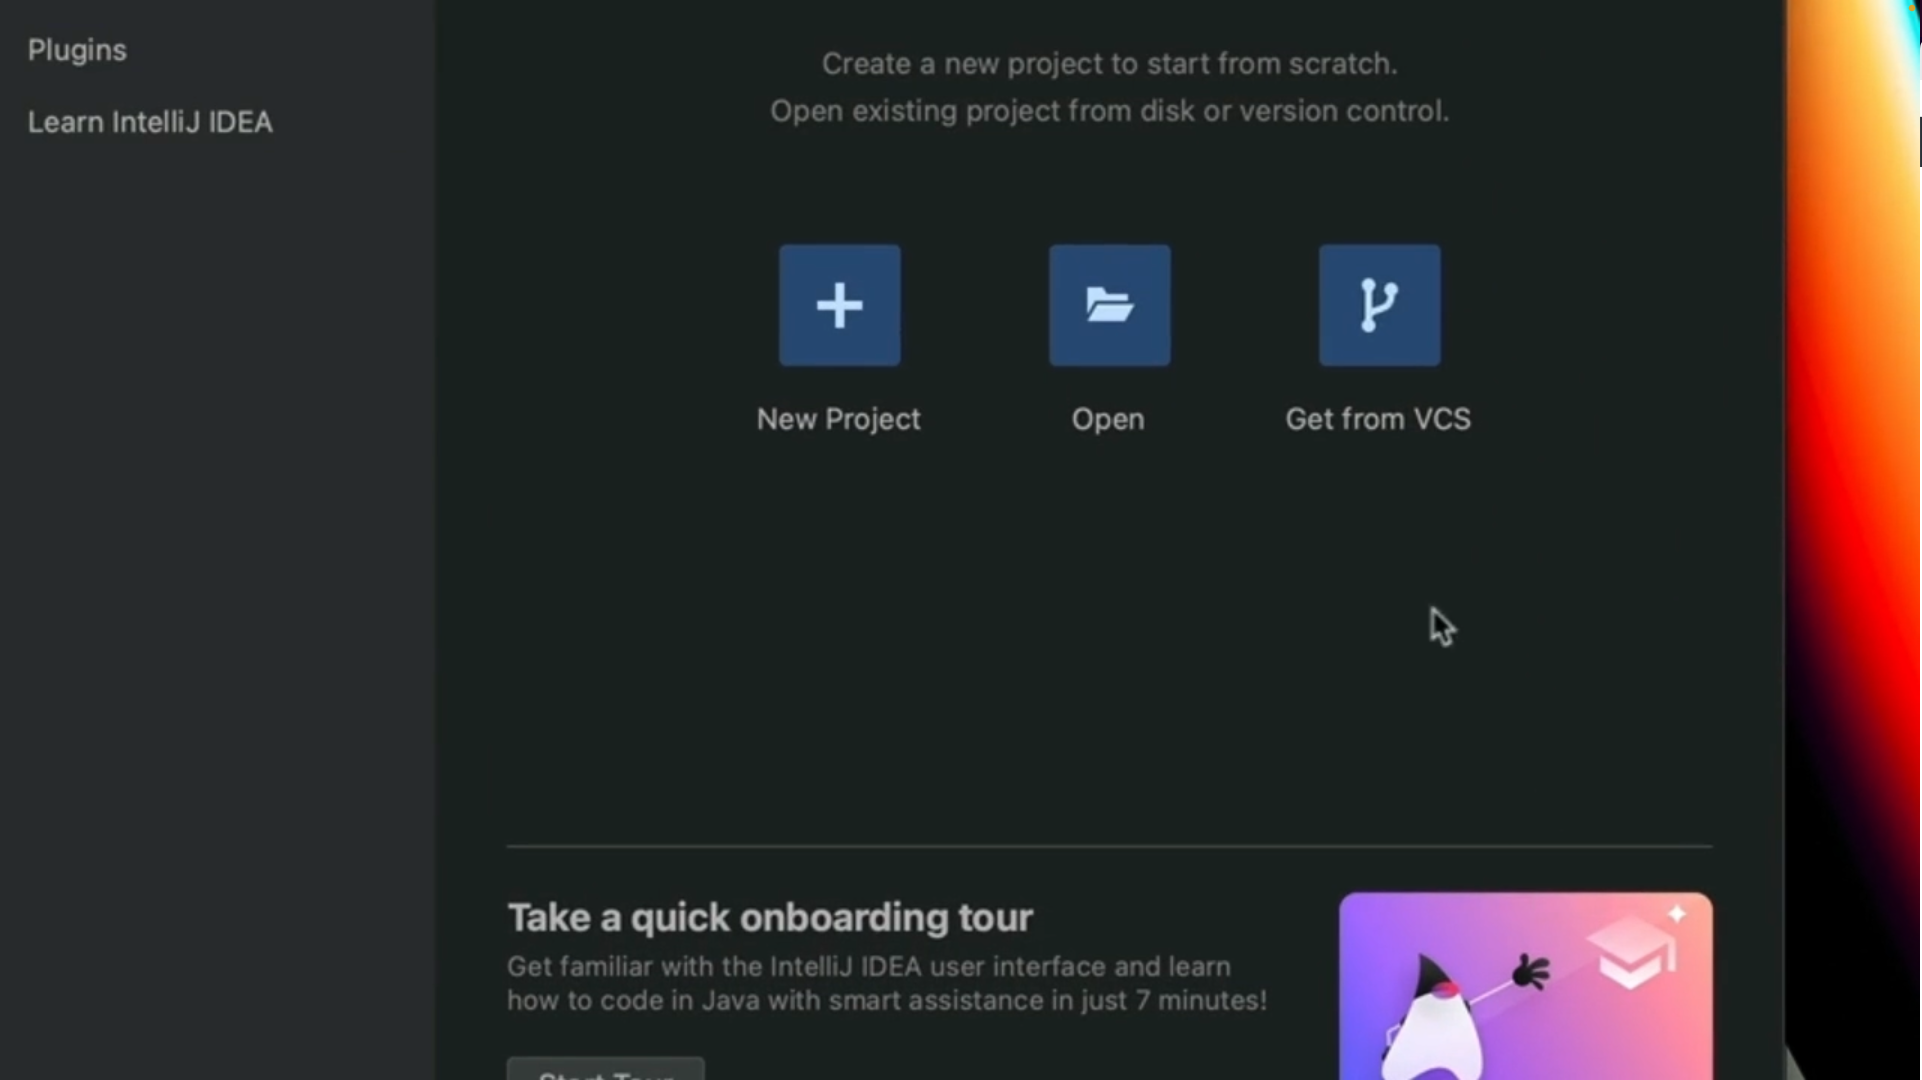 Plugins
Learn IntelliJ IDEA
Create a new project to start from scratch.
Open existing project from disk or version control.
New Project
Open
Get from VCS
Take a quick onboarding tour
Get familiar with the IntelliJ IDEA user interface and learn
how to code in Java with smart assistance in just 7 minutes!
Start Tour